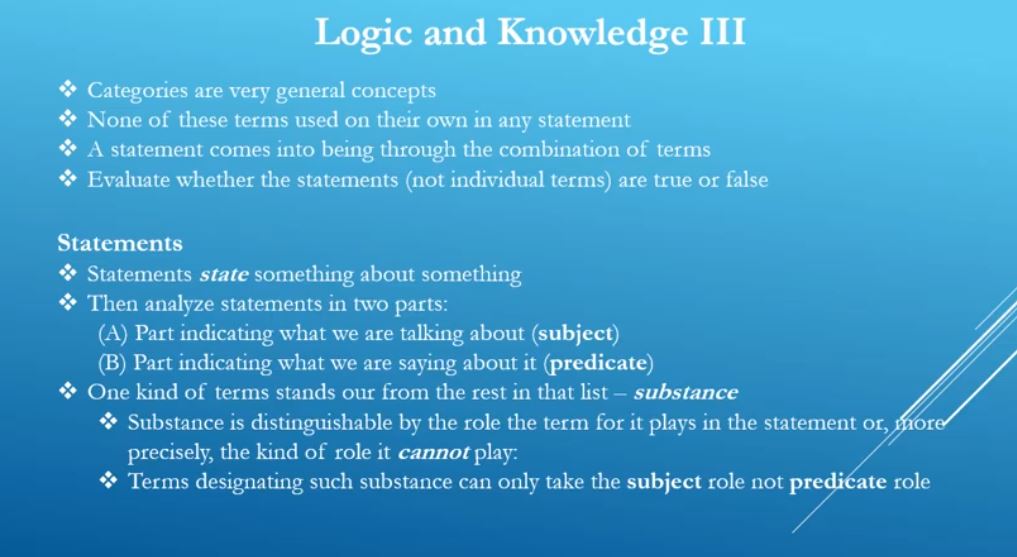 Logic and Knowledge III
❖ Categories are very general concepts
❖ None of these terms used on their own in any statement
❖ A statement comes into being through the combination of terms
❖ Evaluate whether the statements (not individual terms) are true or false
Statements
❖ Statements state something about something
❖ Then analyze statements in two parts:
(A) Part indicating what we are talking about (subject)
(B) Part indicating what we are saying about it (predicate)
❖ One kind of terms stands our from the rest in that list – substance
❖ Substance is distinguishable by the role the term for it plays in the statement or, more
precisely, the kind of role it cannot play:
❖ Terms designating such substance can only take the subject role not predicate role